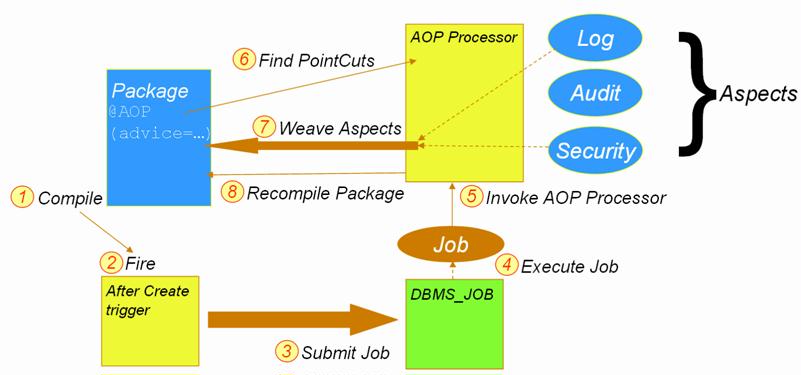 AOP Processor
Log
6 Find PointCuts
Package
@AOP
(advice=…)
Audit
Aspects
7 Weave Aspects
Security
8 Recompile Package
1 Compile
5 Invoke AOP Processor
Job
2 Fire
4 Execute Job
After Create
trigger
DBMS_JOB
3 Submit Job